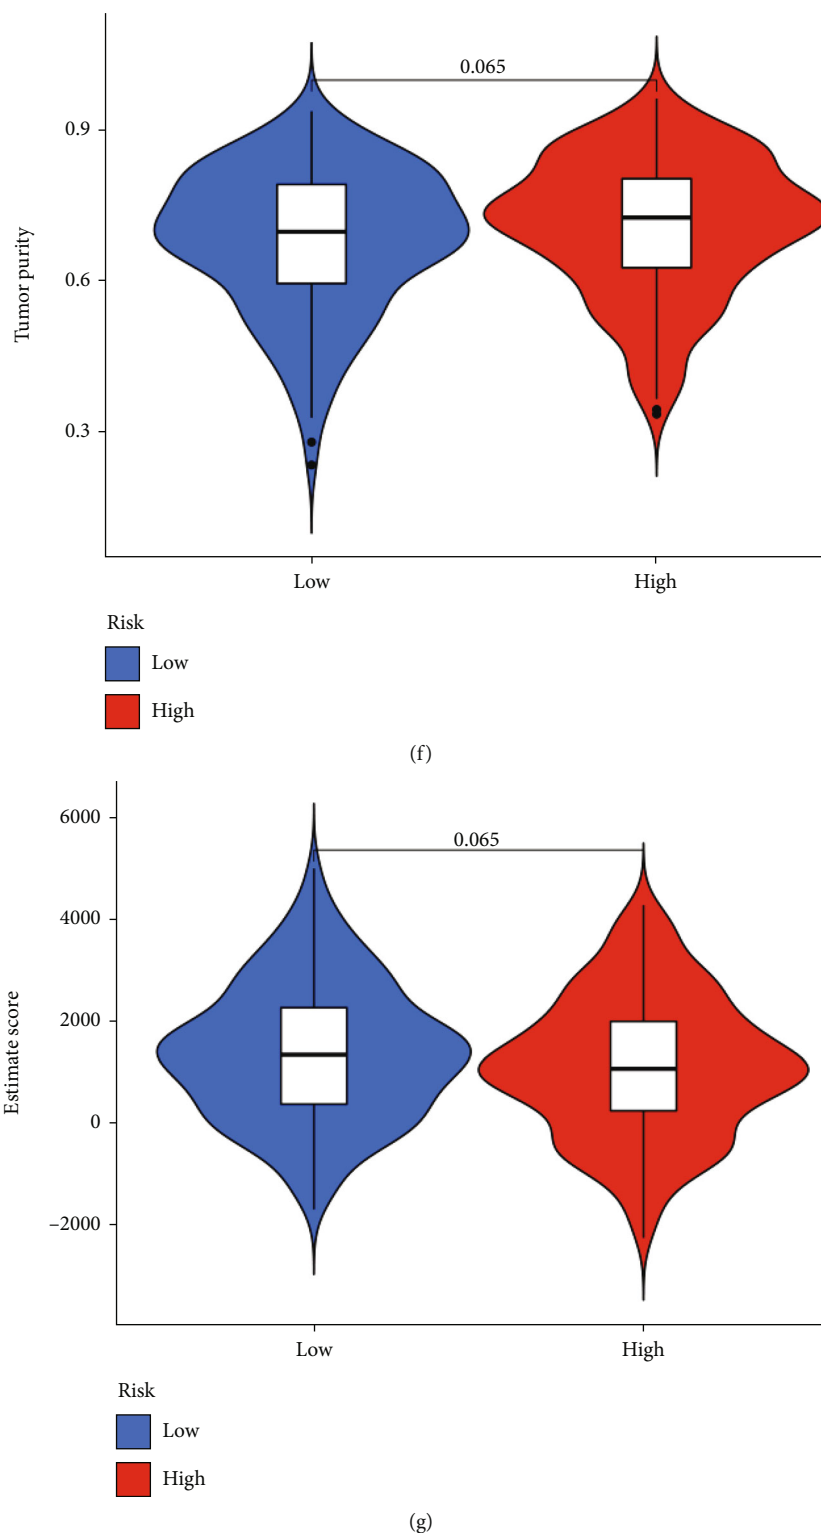 0.065
0.9
0.6
0.3
Tumor purity
Low
High
Risk
Low
High
(f)
6000
4000
2000
0
−2000
0.065
Estimate score
Low
High
Risk
Low
High
(g)